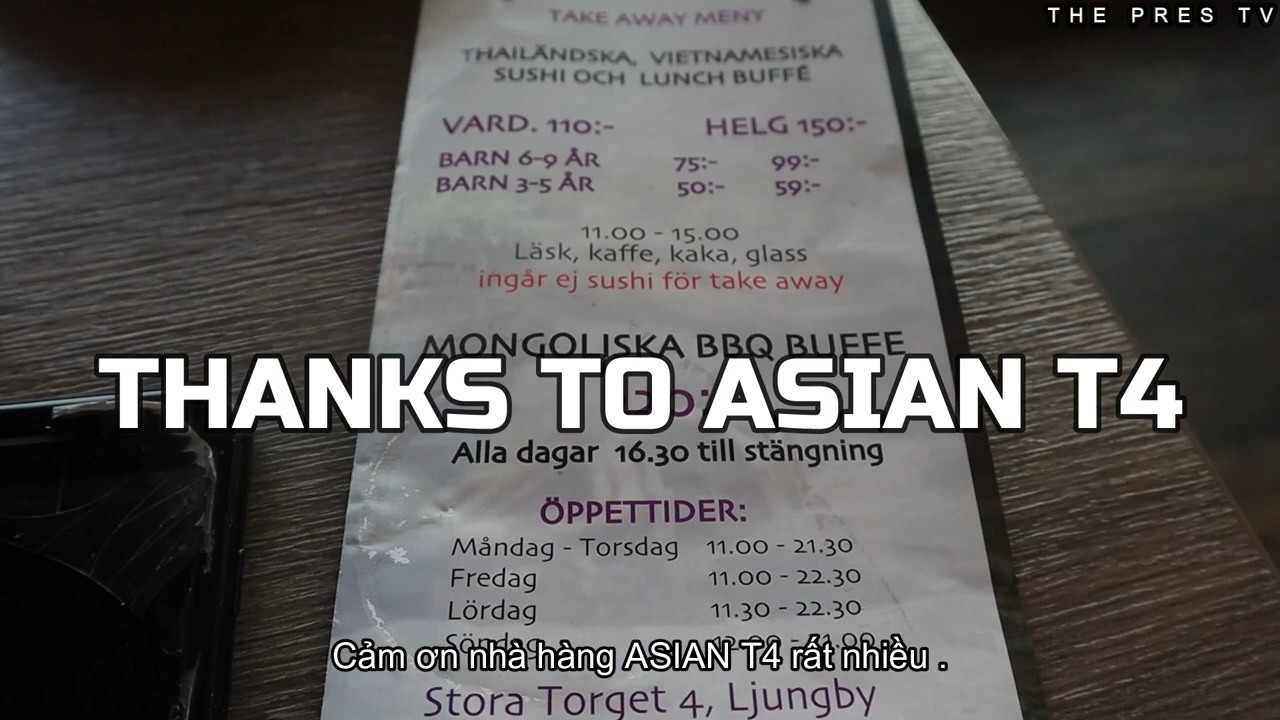 THE PRES TV
TAKE AWAY MENY
THAILÄNDSKA, VIETNAMESISKA
SUSHI OCH LUNCH BUFFÉ
VARD. 110:- HELG 150:-
BARN 6-9 ÅR 75:- 99:-
BARN 3-5 ÅR 50:- 59:-
11.00 - 15.00
Läsk, kaffe, kaka, glass
ingår ej sushi för take away
MONGOLISKA BBQ BUFFE
THANKS TO ASIAN T4
Alla dagar 16.30 till stängning
ÖPPETTIDER:
Måndag - Torsdag 11.00 - 21.30
Fredag 11.00 - 22.30
Lördag 11.30 - 22.30
Söndag
Cảm ơn nhà hàng ASIAN T4 rất nhiều .
Stora Torget 4, Ljungby